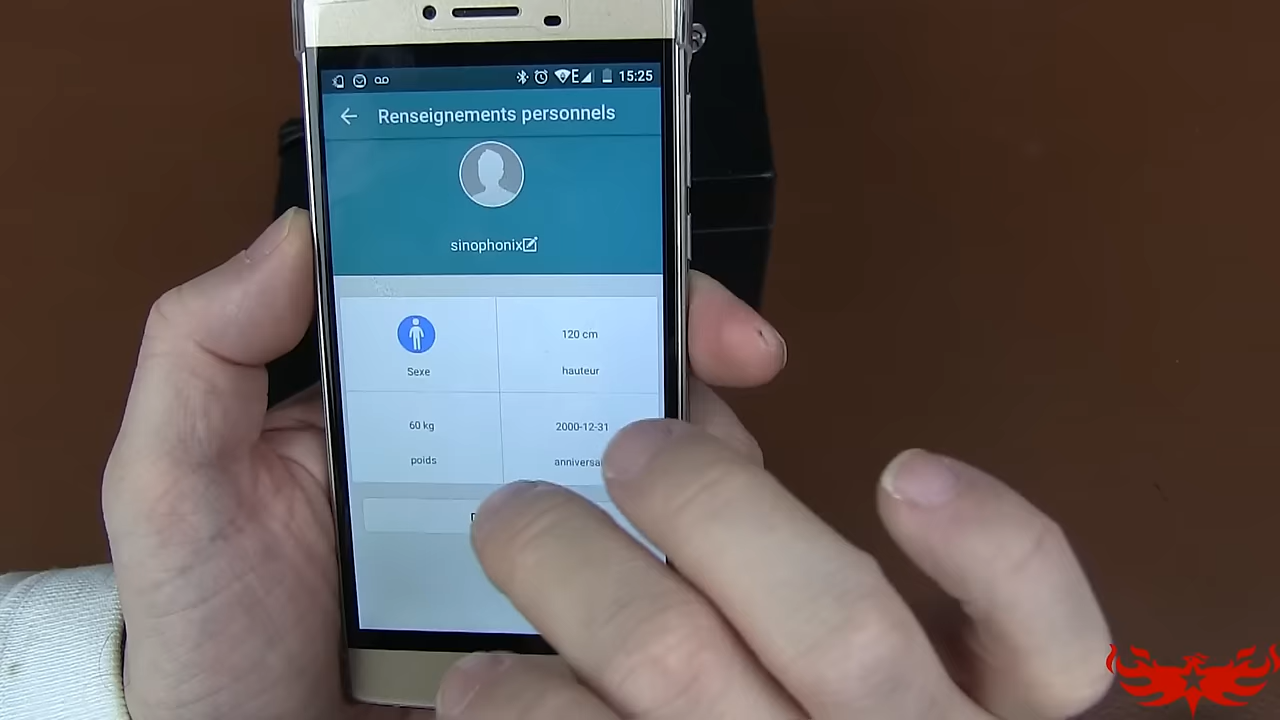 15:25
Renseignements personnels
sinophonix
120 cm
Sexe
hauteur
60 kg
2000-12-31
poids